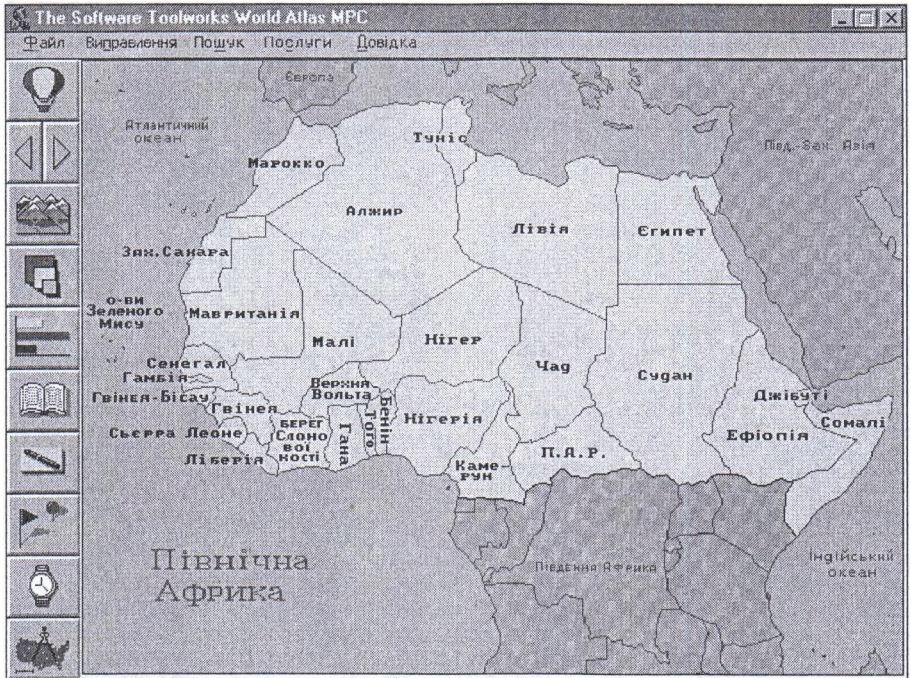 The Software Toolworks World Atlas MPC
Файл Виправлення Пошук Послуги Довідка
Європа
Атлантичний
океан
Півд.-Зах. Азія
Туніс
Марокко
Алжир
Лівія
Єгипет
Зах.Сахара
о-ви
Зеленого
Мису
Мавританія
Малі
Нігер
Чад
Судан
Сенегал
Гамбія
Гвінея-Бісау
Гвінея
Верхня
Вольта
Бенін
Того
Гана
Нігерія
Джібуті
Сомалі
Ефіопія
Сьєрра Леоне
Ліберія
БЕРЕГ
Слоно
вої
кості
Каме-
рун
П.А.Р.
Північна
Африка
Південна Африка
Індійський
океан